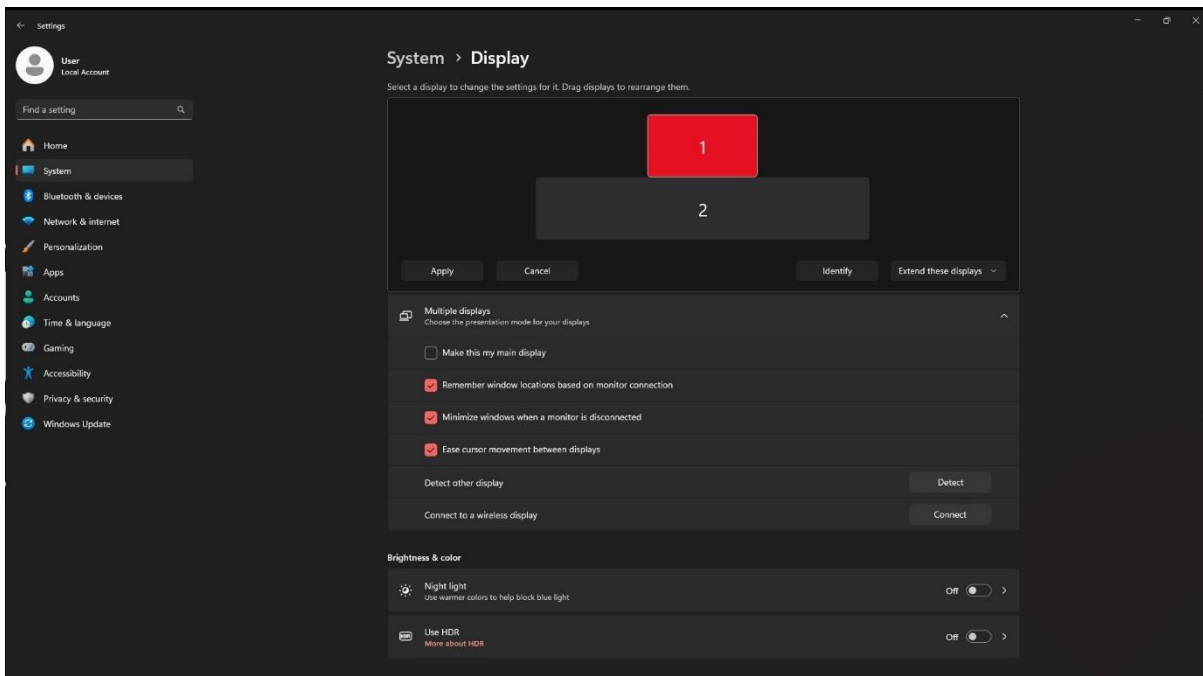 Settings
User
Local Account
Find a setting
Home
System
Bluetooth & devices
Network & internet
Personalization
Apps
Accounts
Time & language
Gaming
Accessibility
Privacy & security
Windows Update
System > Display
Select a display to change the settings for it. Drag displays to rearrange them.
1
2
Apply
Cancel
Identify
Extend these displays
Multiple displays
Choose the presentation mode for your displays
Make this my main display
Remember window locations based on monitor connection
Minimize windows when a monitor is disconnected
Ease cursor movement between displays
Detect other display
Detect
Connect to a wireless display
Connect
Brightness & color
Night light
Use warmer colors to help block blue light
Off
HDR
Use HDR
More about HDR
Off